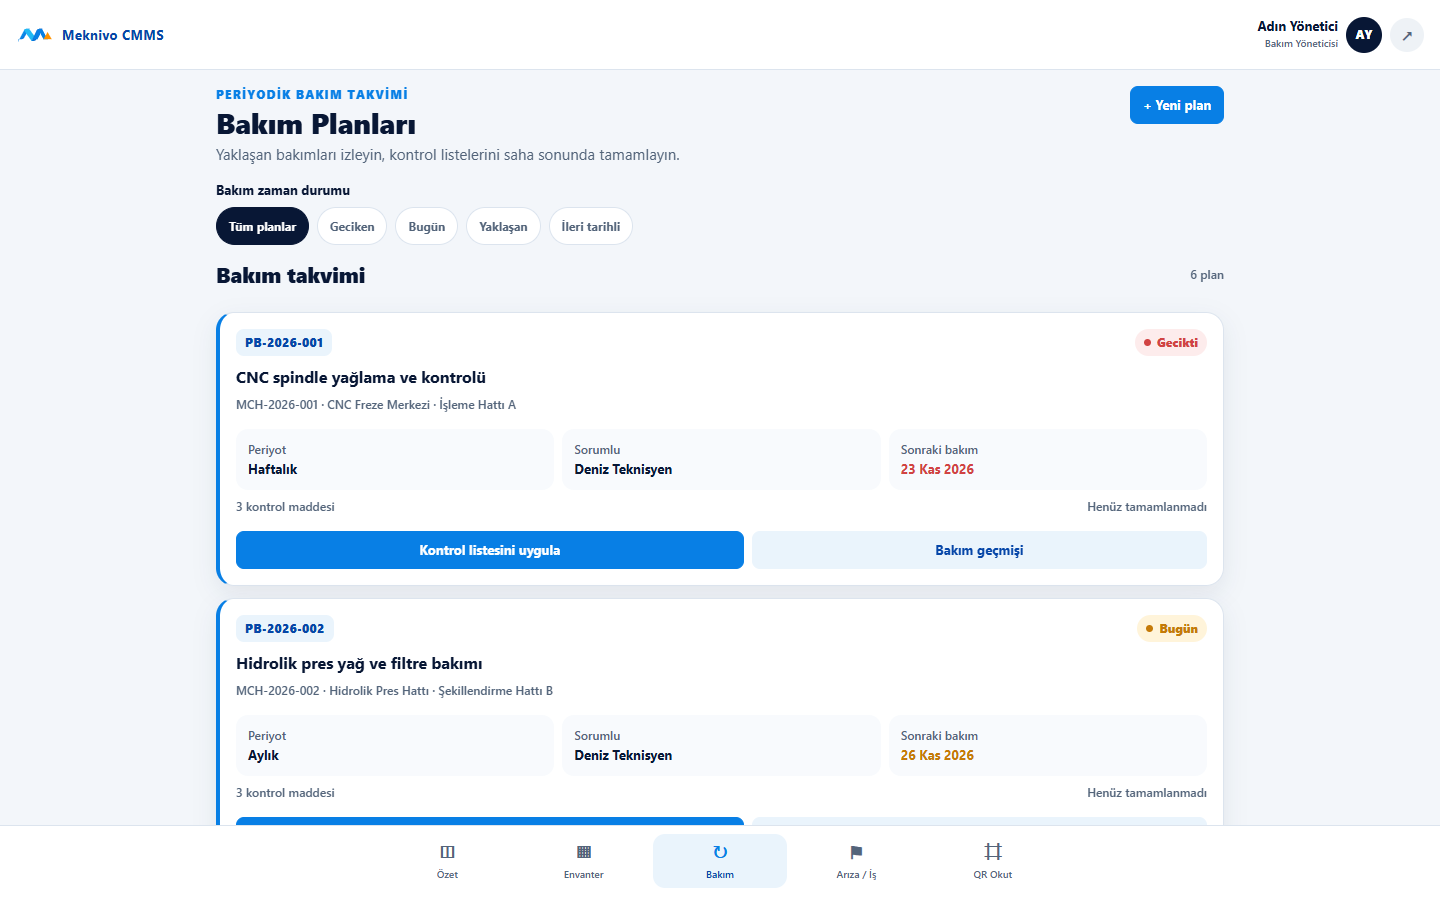 Meknivo CMMS
Adın Yönetici
Bakım Yöneticisi
AY
PERİYODİK BAKIM TAKVİMİ
Bakım Planları
Yaklaşan bakımları izleyin, kontrol listelerini saha sonunda tamamlayın.
+ Yeni plan
Bakım zaman durumu
Tüm planlar
Geciken
Bugün
Yaklaşan
İleri tarihli
Bakım takvimi
6 plan
PB-2026-001
Gecikti
CNC spindle yağlama ve kontrolü
MCH-2026-001 · CNC Freze Merkezi · İşleme Hattı A
Periyot
Haftalık
Sorumlu
Deniz Teknisyen
Sonraki bakım
23 Kas 2026
3 kontrol maddesi
Henüz tamamlanmadı
Kontrol listesini uygula
Bakım geçmişi
PB-2026-002
Bugün
Hidrolik pres yağ ve filtre bakımı
MCH-2026-002 · Hidrolik Pres Hattı · Şekillendirme Hattı B
Periyot
Aylık
Sorumlu
Deniz Teknisyen
Sonraki bakım
26 Kas 2026
3 kontrol maddesi
Henüz tamamlanmadı
Özet
Envanter
Bakım
Arıza / İş
QR Okut